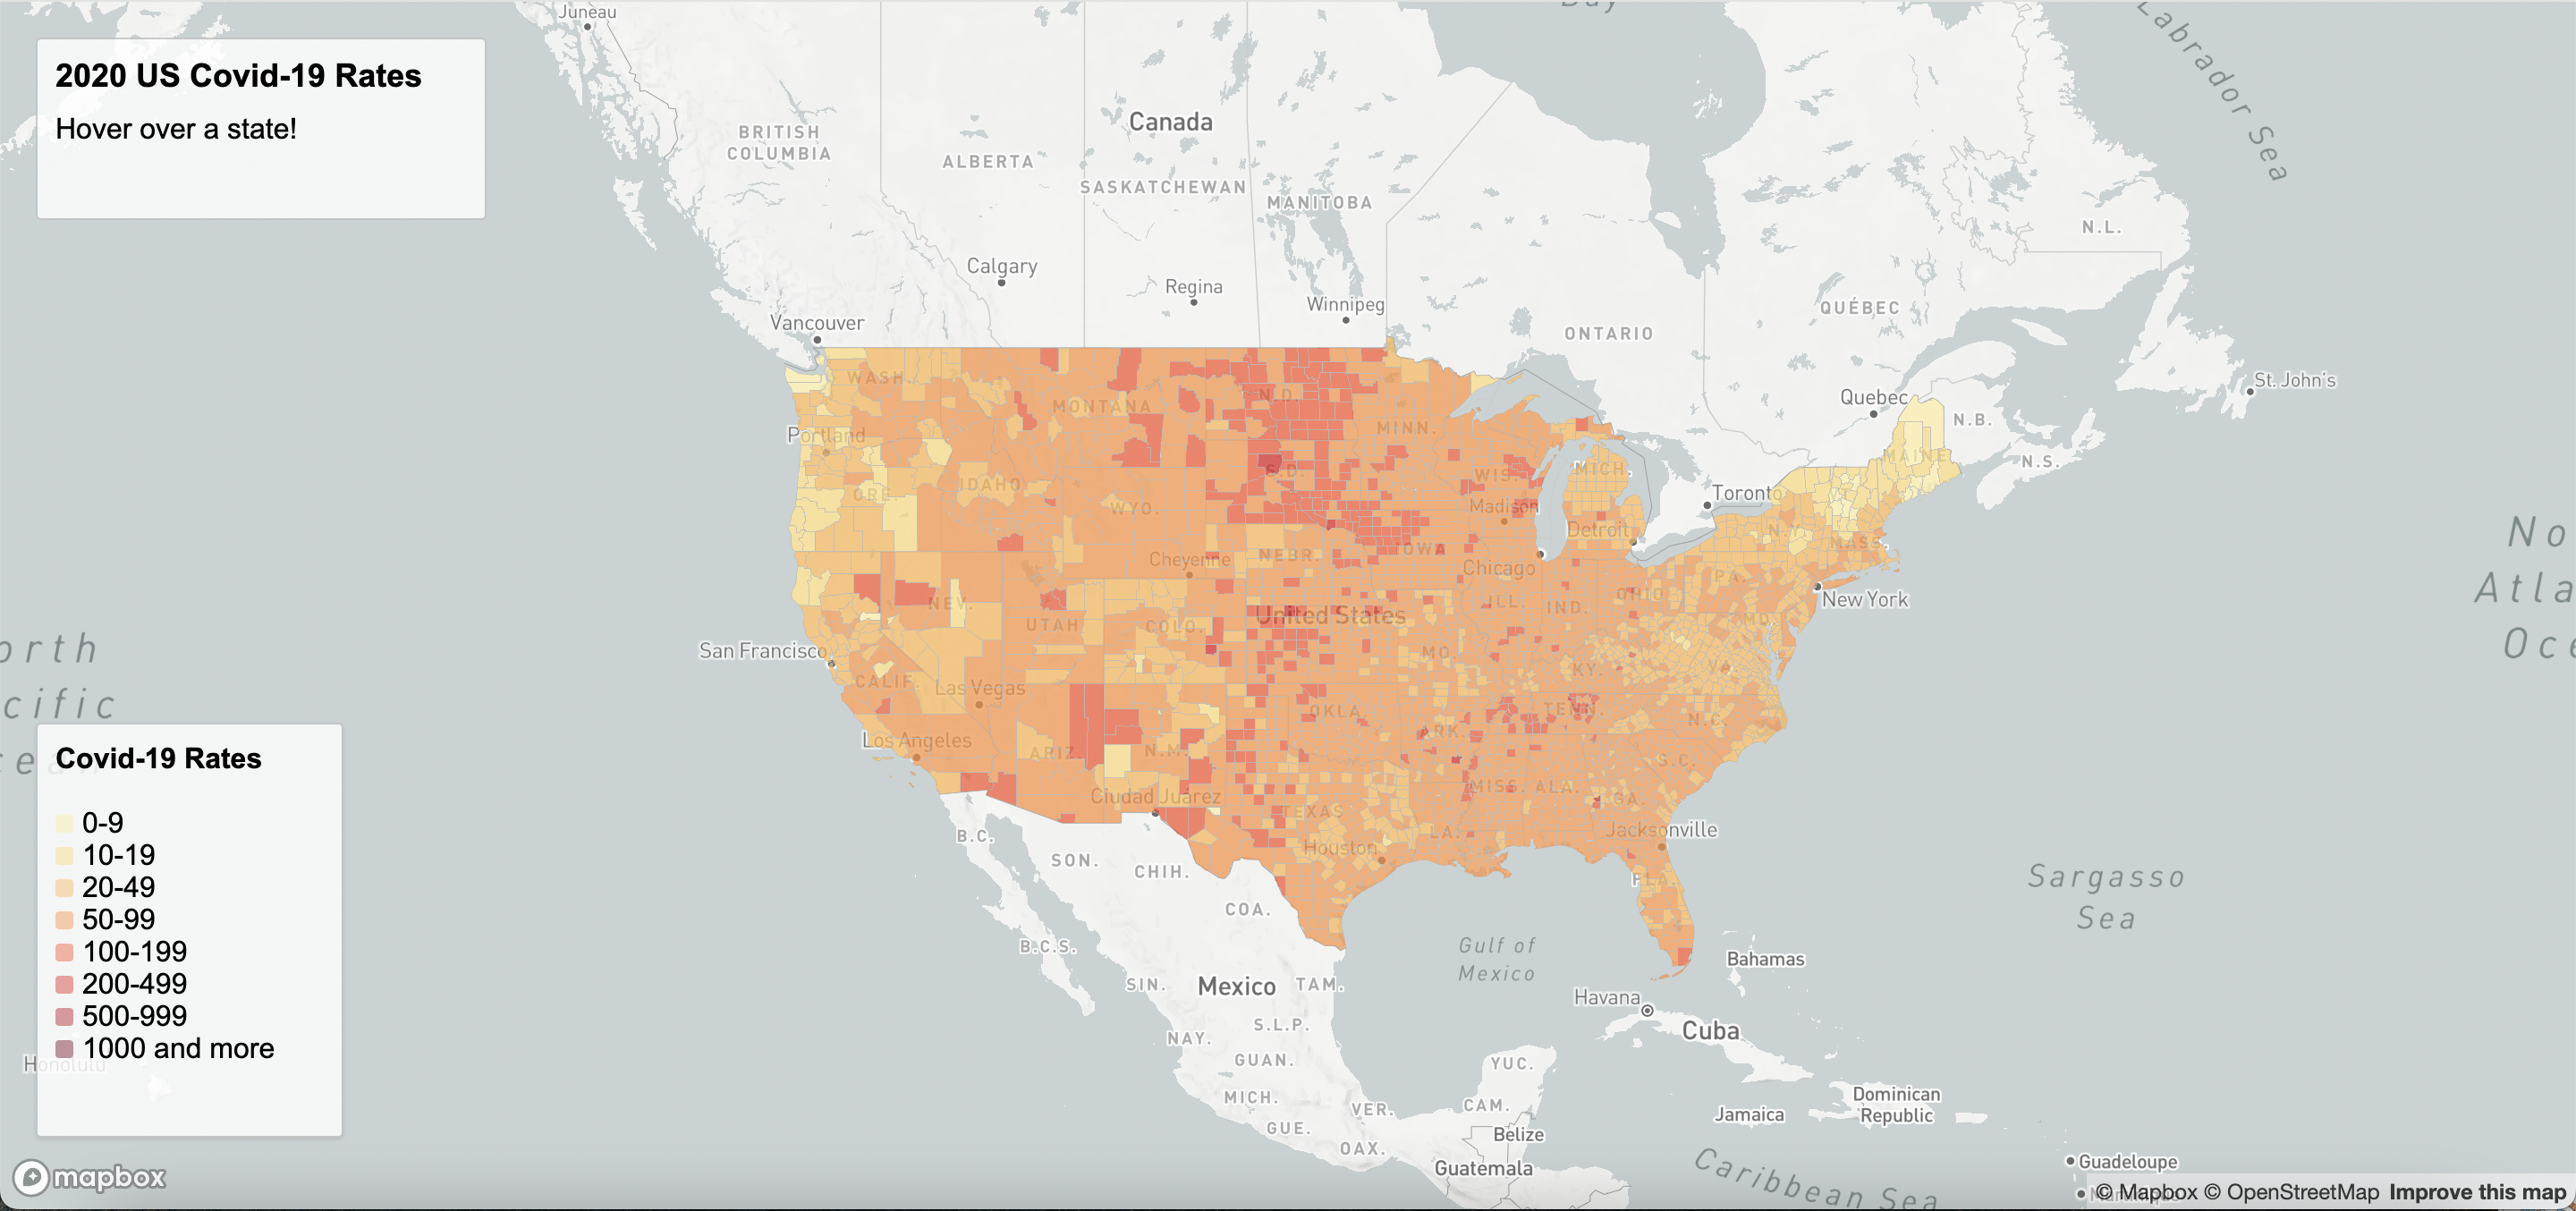 Juneau
2020 US Covid-19 Rates
Hover over a state!
Labrador Sea
Canada
BRITISH
COLUMBIA
ALBERTA
SASKATCHEWAN
MANITOBA
N.L.
Calgary
Regina
Winnipeg
QUÉBEC
Vancouver
ONTARIO
WASH.
St. John's
Quebec
N.D.
MONTANA
N.B.
MINN.
Portland
MAINE
N.S.
S.D.
WIS.
MICH.
IDAHO
ORE.
Toronto
WYO.
Madison
Detroit
N.Y.
MASS.
No
Atla
Oce
Cheyenne
NEBR.
IOWA
Chicago
PA.
New York
NEV.
ILL.
IND.
OHIO
United States
UTAH
COLO.
MD.
San Francisco
orth
cific
cean
MO.
KY.
VA.
CALIF.
Las Vegas
OKLA.
TENN.
N.C.
Los Angeles
ARIZ.
N.M.
ARK.
S.C.
MISS.
ALA.
GA.
Ciudad Juárez
TEXAS
LA.
Jacksonville
Houston
B.C.
SON.
CHIH.
FLA.
Sargasso
Sea
COA.
B.C.S.
Gulf of
Mexico
Bahamas
SIN.
Mexico
TAM.
Havana
Cuba
S.L.P.
NAY.
GUAN.
YUC.
MICH.
VER.
CAM.
Dominican
Republic
Jamaica
GUE.
OAX.
Belize
Guatemala
Caribbean Sea
Guadeloupe
Covid-19 Rates
0-9
10-19
20-49
50-99
100-199
200-499
500-999
1000 and more
Honolulu
mapbox
© Mapbox © OpenStreetMap Improve this map